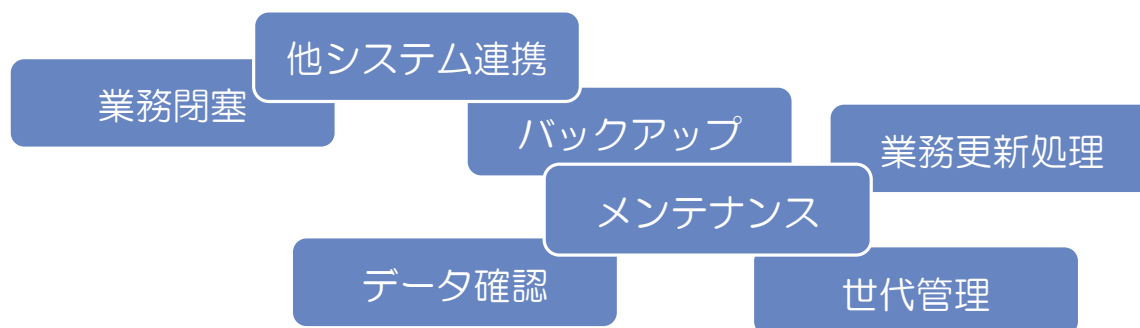 他システム連携
業務閉塞
バックアップ
業務更新処理
メンテナンス
データ確認
世代管理